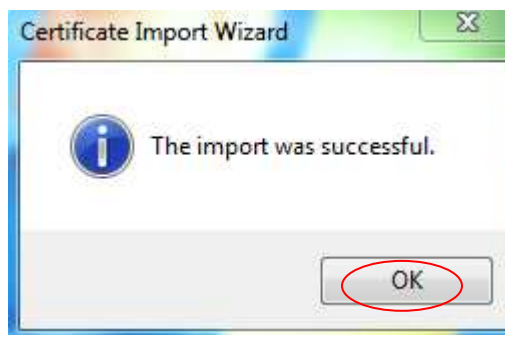 Certificate Import Wizard
The import was successful.
OK